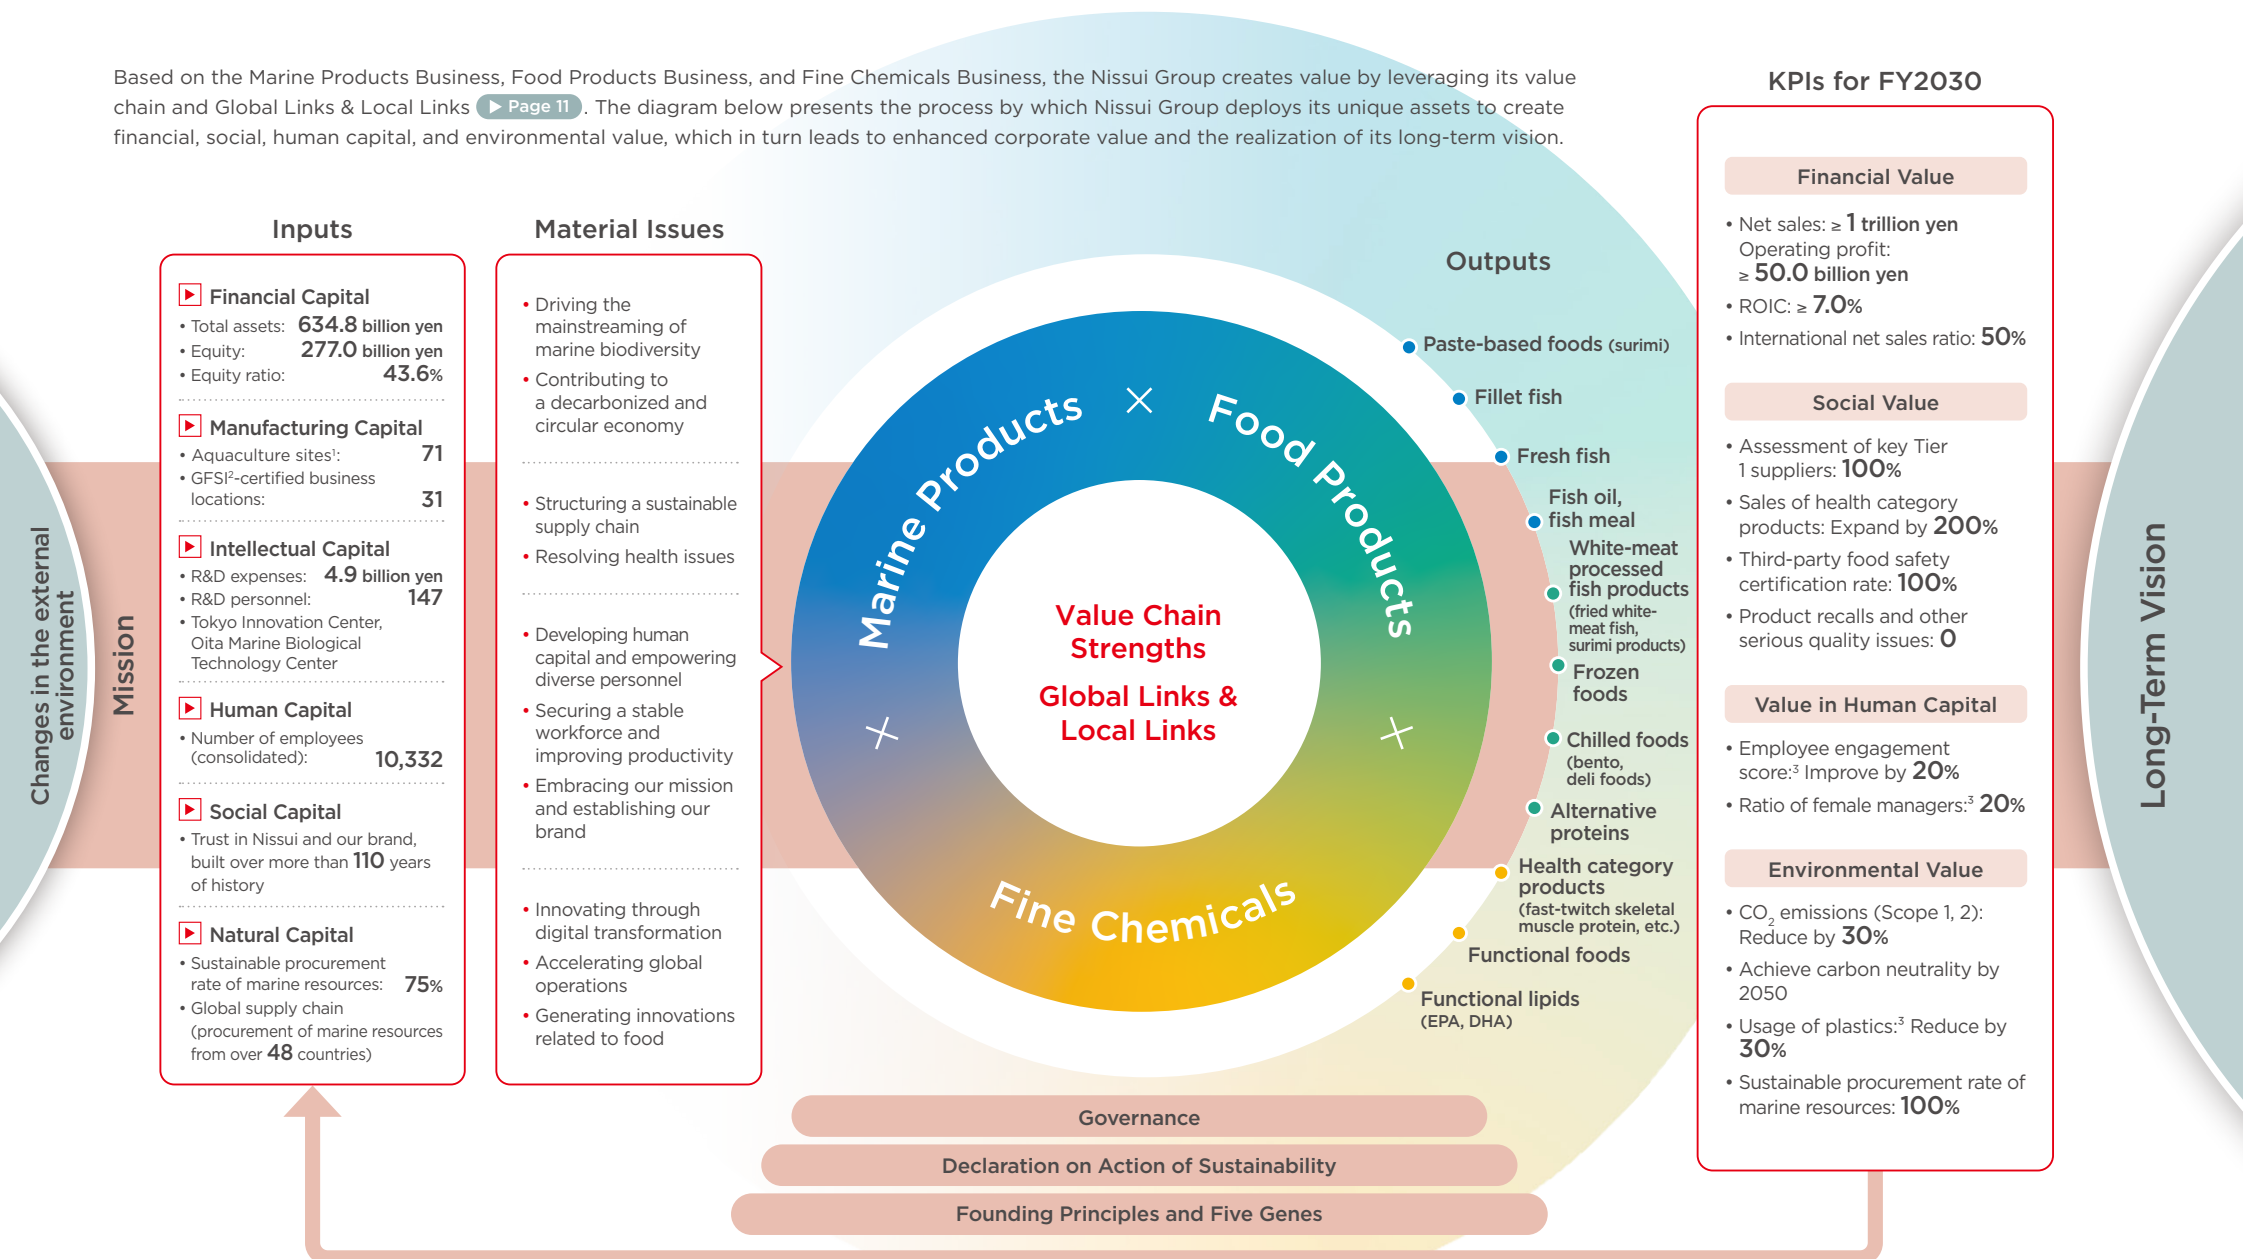 Based on the Marine Products Business, Food Products Business, and Fine Chemicals Business, the Nissui Group creates value by leveraging its value
chain and Global Links & Local Links ▶ Page 11 . The diagram below presents the process by which Nissui Group deploys its unique assets to create
financial, social, human capital, and environmental value, which in turn leads to enhanced corporate value and the realization of its long-term vision.
Changes in the external
environment
Mission
Inputs
Financial Capital
• Total assets: 634.8 billion yen
• Equity: 277.0 billion yen
• Equity ratio: 43.6%
Manufacturing Capital
• Aquaculture sites¹: 71
• GFSI²-certified business
locations: 31
Intellectual Capital
• R&D expenses: 4.9 billion yen
• R&D personnel: 147
• Tokyo Innovation Center,
Oita Marine Biological
Technology Center
Human Capital
• Number of employees
(consolidated): 10,332
Social Capital
• Trust in Nissui and our brand,
built over more than 110 years
of history
Natural Capital
• Sustainable procurement
rate of marine resources: 75%
• Global supply chain
(procurement of marine resources
from over 48 countries)
Material Issues
• Driving the
mainstreaming of
marine biodiversity
• Contributing to
a decarbonized and
circular economy
• Structuring a sustainable
supply chain
• Resolving health issues
• Developing human
capital and empowering
diverse personnel
• Securing a stable
workforce and
improving productivity
• Embracing our mission
and establishing our
brand
• Innovating through
digital transformation
• Accelerating global
operations
• Generating innovations
related to food
Marine Products
×
Food Products
×
Fine Chemicals
×
Value Chain
Strengths
Global Links &
Local Links
Outputs
Paste-based foods (surimi)
Fillet fish
Fresh fish
Fish oil,
fish meal
White-meat
processed
fish products
(fried white-
meat fish,
surimi products)
Frozen
foods
Chilled foods
(bento,
deli foods)
Alternative
proteins
Health category
products
(fast-twitch skeletal
muscle protein, etc.)
Functional foods
Functional lipids
(EPA, DHA)
Governance
Declaration on Action of Sustainability
Founding Principles and Five Genes
KPIs for FY2030
Financial Value
• Net sales: ≥ 1 trillion yen
Operating profit:
≥ 50.0 billion yen
• ROIC: ≥ 7.0%
• International net sales ratio: 50%
Social Value
• Assessment of key Tier
1 suppliers: 100%
• Sales of health category
products: Expand by 200%
• Third-party food safety
certification rate: 100%
• Product recalls and other
serious quality issues: 0
Value in Human Capital
• Employee engagement
score:³ Improve by 20%
• Ratio of female managers:³ 20%
Environmental Value
• CO₂ emissions (Scope 1, 2):
Reduce by 30%
• Achieve carbon neutrality by
2050
• Usage of plastics:³ Reduce by
30%
• Sustainable procurement rate of
marine resources: 100%
Long-Term Vision